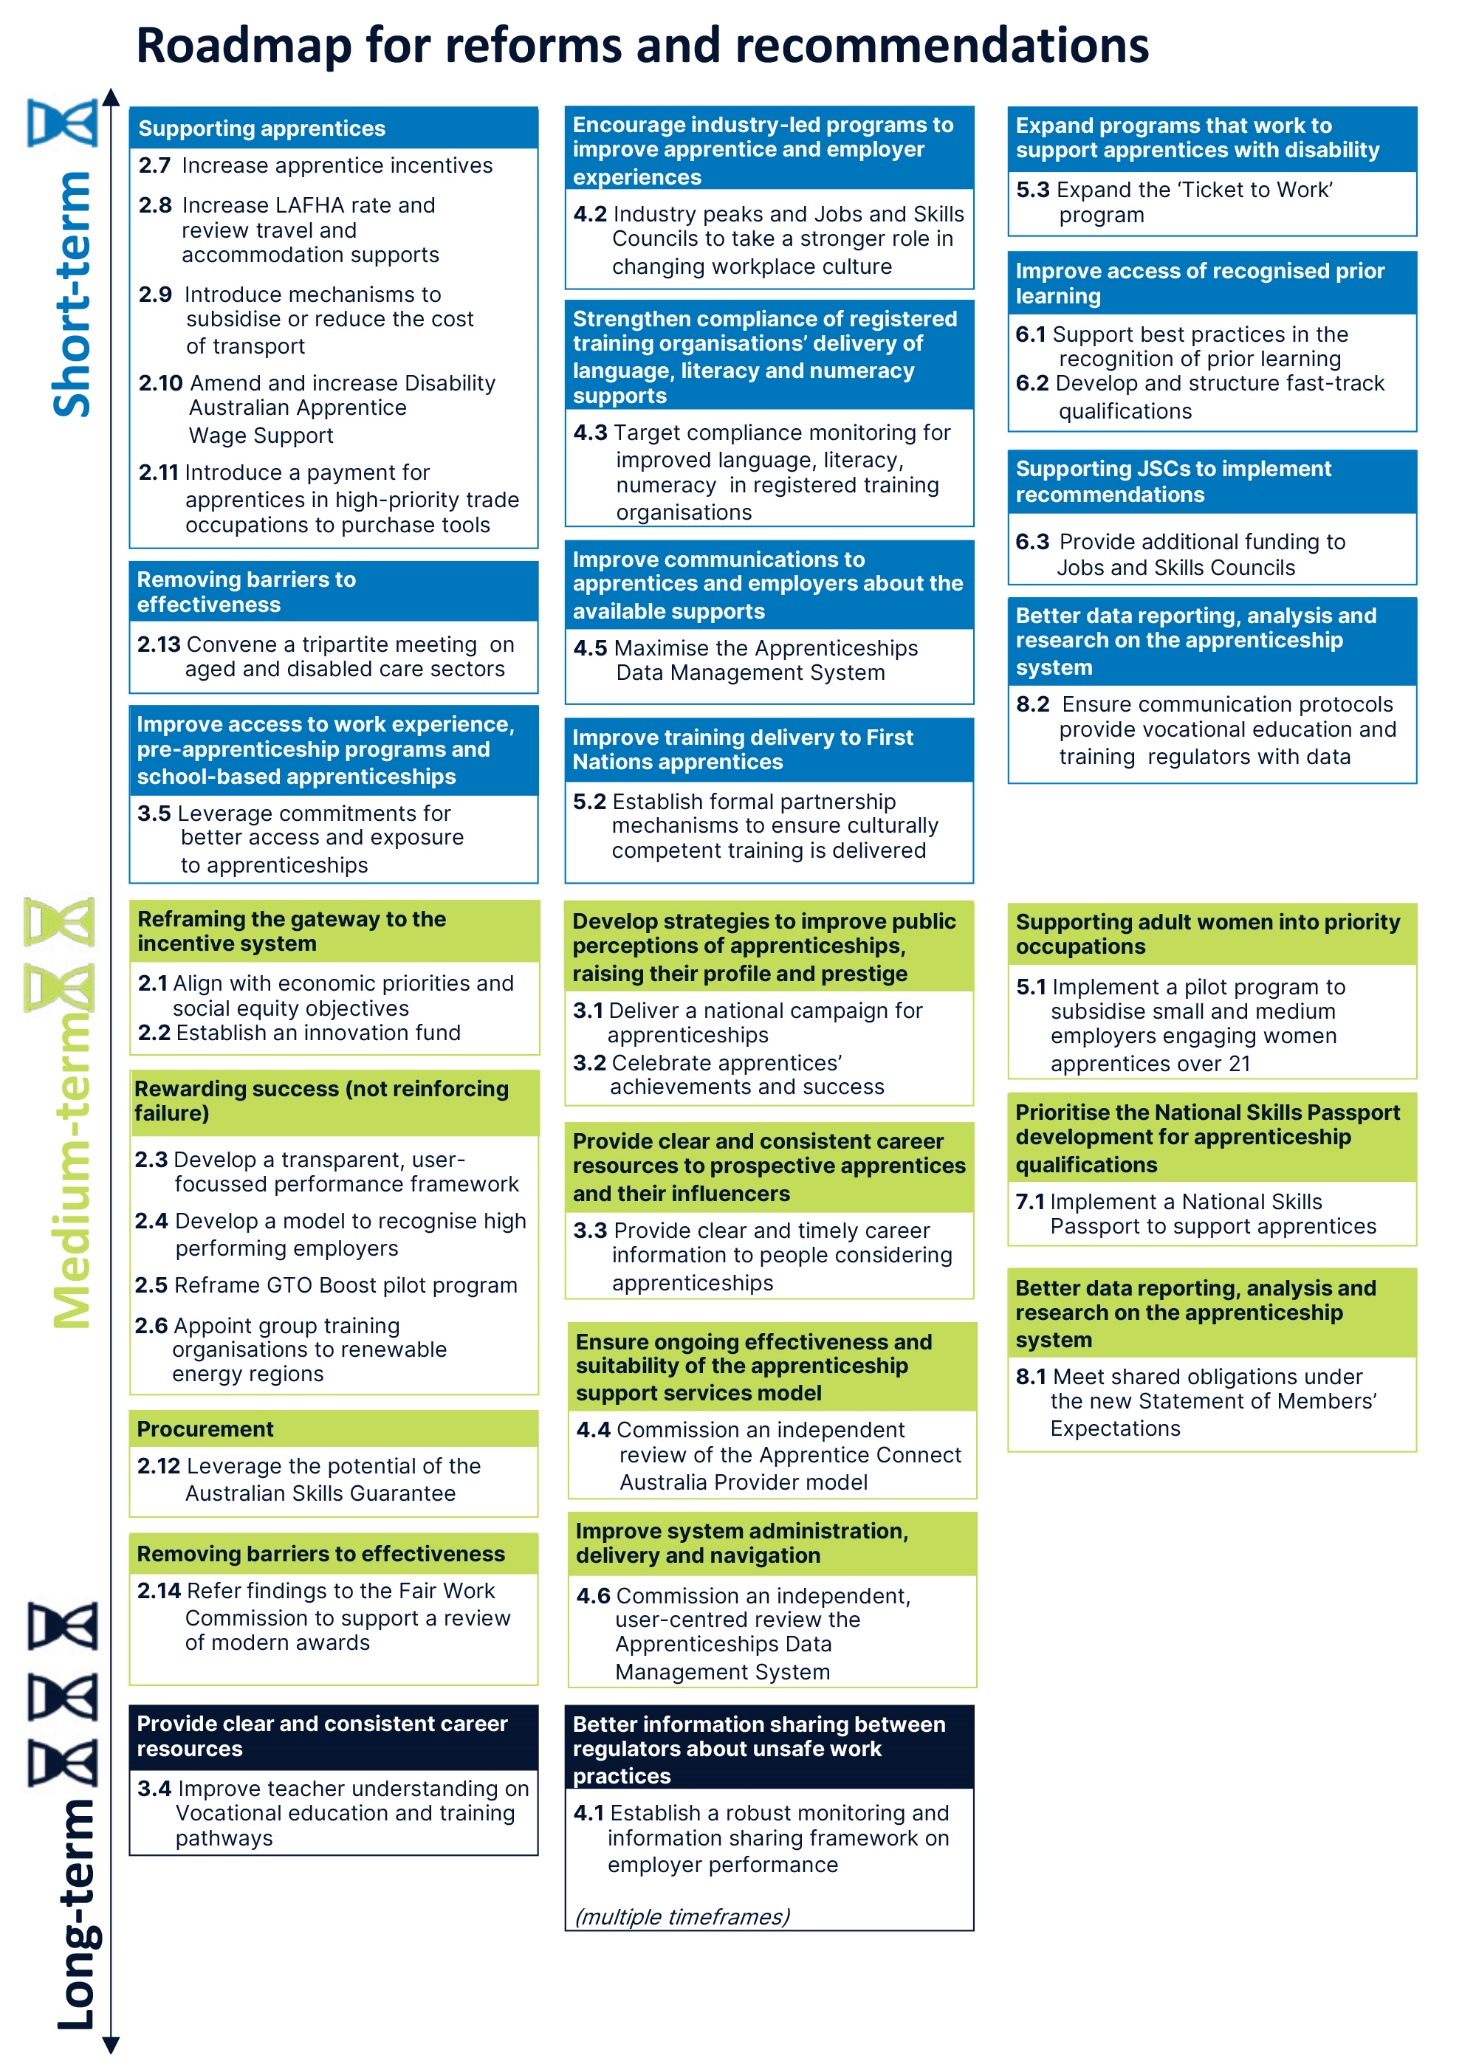 Roadmap for reforms and recommendations
Short-term
Supporting apprentices
2.7 Increase apprentice incentives
2.8 Increase LAFHA rate and
review travel and
accommodation supports
2.9 Introduce mechanisms to
subsidise or reduce the cost
of transport
2.10 Amend and increase Disability
Australian Apprentice
Wage Support
2.11 Introduce a payment for
apprentices in high-priority trade
occupations to purchase tools
Removing barriers to
effectiveness
2.13 Convene a tripartite meeting on
aged and disabled care sectors
Improve access to work experience,
pre-apprenticeship programs and
school-based apprenticeships
3.5 Leverage commitments for
better access and exposure
to apprenticeships
Encourage industry-led programs to
improve apprentice and employer
experiences
4.2 Industry peaks and Jobs and Skills
Councils to take a stronger role in
changing workplace culture
Strengthen compliance of registered
training organisations’ delivery of
language, literacy and numeracy
supports
4.3 Target compliance monitoring for
improved language, literacy,
numeracy in registered training
organisations
Improve communications to
apprentices and employers about the
available supports
4.5 Maximise the Apprenticeships
Data Management System
Improve training delivery to First
Nations apprentices
5.2 Establish formal partnership
mechanisms to ensure culturally
competent training is delivered
Expand programs that work to
support apprentices with disability
5.3 Expand the ‘Ticket to Work’
program
Improve access of recognised prior
learning
6.1 Support best practices in the
recognition of prior learning
6.2 Develop and structure fast-track
qualifications
Supporting JSCs to implement
recommendations
6.3 Provide additional funding to
Jobs and Skills Councils
Better data reporting, analysis and
research on the apprenticeship
system
8.2 Ensure communication protocols
provide vocational education and
training regulators with data
Medium-term
Reframing the gateway to the
incentive system
2.1 Align with economic priorities and
social equity objectives
2.2 Establish an innovation fund
Rewarding success (not reinforcing
failure)
2.3 Develop a transparent, user-
focussed performance framework
2.4 Develop a model to recognise high
performing employers
2.5 Reframe GTO Boost pilot program
2.6 Appoint group training
organisations to renewable
energy regions
Procurement
2.12 Leverage the potential of the
Australian Skills Guarantee
Removing barriers to effectiveness
2.14 Refer findings to the Fair Work
Commission to support a review
of modern awards
Develop strategies to improve public
perceptions of apprenticeships,
raising their profile and prestige
3.1 Deliver a national campaign for
apprenticeships
3.2 Celebrate apprentices’
achievements and success
Provide clear and consistent career
resources to prospective apprentices
and their influencers
3.3 Provide clear and timely career
information to people considering
apprenticeships
Ensure ongoing effectiveness and
suitability of the apprenticeship
support services model
4.4 Commission an independent
review of the Apprentice Connect
Australia Provider model
Improve system administration,
delivery and navigation
4.6 Commission an independent,
user-centred review the
Apprenticeships Data
Management System
Supporting adult women into priority
occupations
5.1 Implement a pilot program to
subsidise small and medium
employers engaging women
apprentices over 21
Prioritise the National Skills Passport
development for apprenticeship
qualifications
7.1 Implement a National Skills
Passport to support apprentices
Better data reporting, analysis and
research on the apprenticeship
system
8.1 Meet shared obligations under
the new Statement of Members’
Expectations
Long-term
Provide clear and consistent career
resources
3.4 Improve teacher understanding on
Vocational education and training
pathways
Better information sharing between
regulators about unsafe work
practices
4.1 Establish a robust monitoring and
information sharing framework on
employer performance
(multiple timeframes)